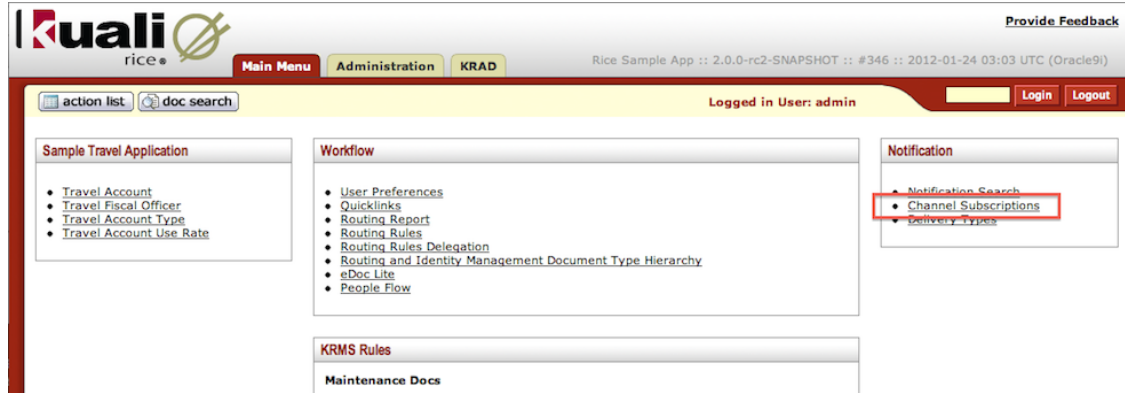 kuali
rice®
Provide Feedback
Main Menu Administration KRAD
Rice Sample App :: 2.0.0-rc2-SNAPSHOT :: #346 :: 2012-01-24 03:03 UTC (Oracle9i)
action list doc search
Logged in User: admin
Login Logout
Sample Travel Application
Travel Account
Travel Fiscal Officer
Travel Account Type
Travel Account Use Rate
Workflow
User Preferences
Quicklinks
Routing Report
Routing Rules
Routing Rules Delegation
Routing and Identity Management Document Type Hierarchy
eDoc Lite
People Flow
Notification
Notification Search
Channel Subscriptions
Delivery Types
KRMS Rules
Maintenance Docs